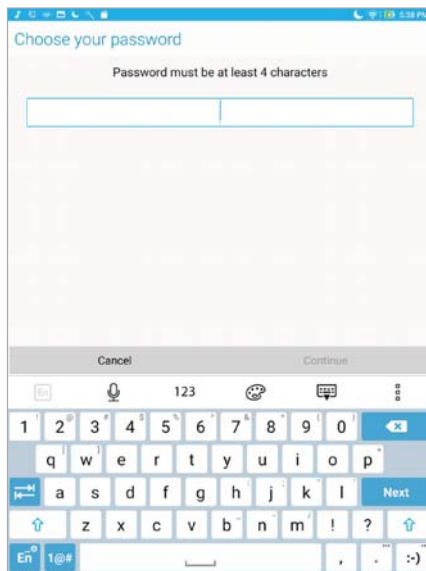 5:38 PM
Choose your password
Password must be at least 4 characters
Cancel Continue
En 123
1 ! 2 @ 3 # 4 $ 5 % 6 ^ 7 & 8 * 9 ( 0 )
q [ w ] e r t y u i o - p +
a s d f g h : j ; k ' l "
Next
z x c v b - n ~ m / ! ?
En 1@# , . :-)